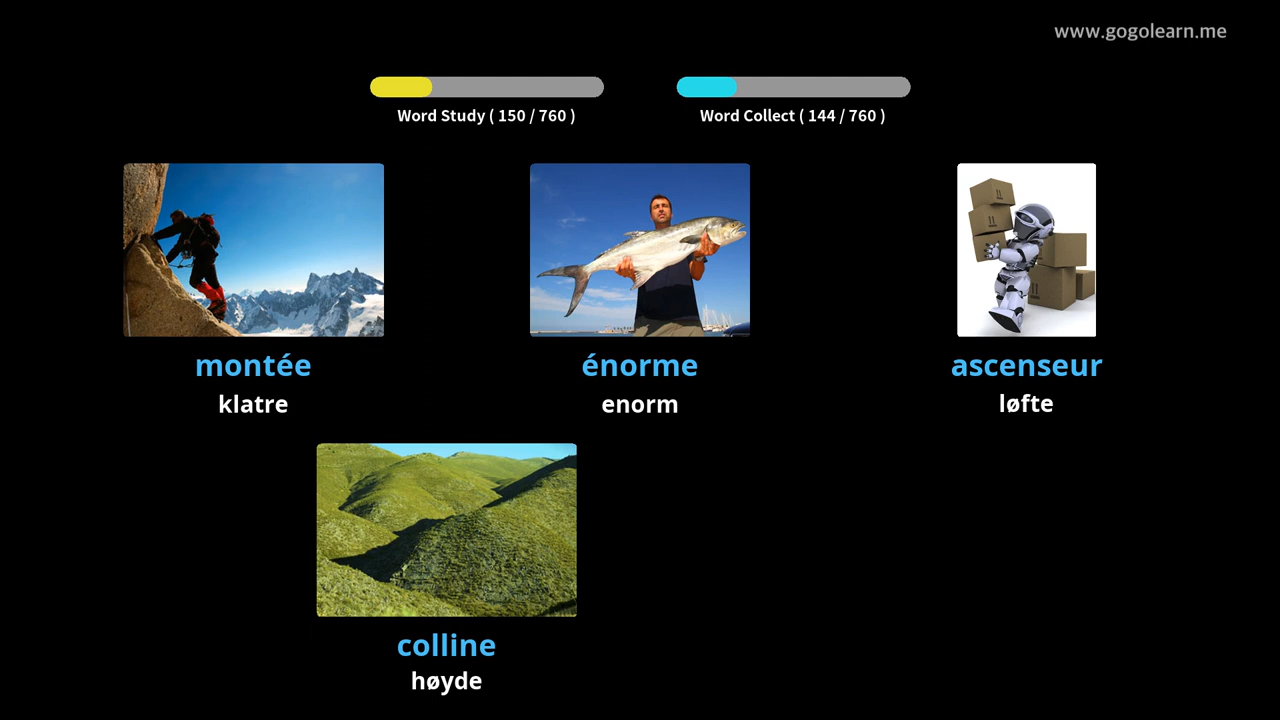 www.gogolearn.me
Word Study ( 150 / 760 )
Word Collect ( 144 / 760 )
montée
klatre
énorme
enorm
ascenseur
løfte
colline
høyde